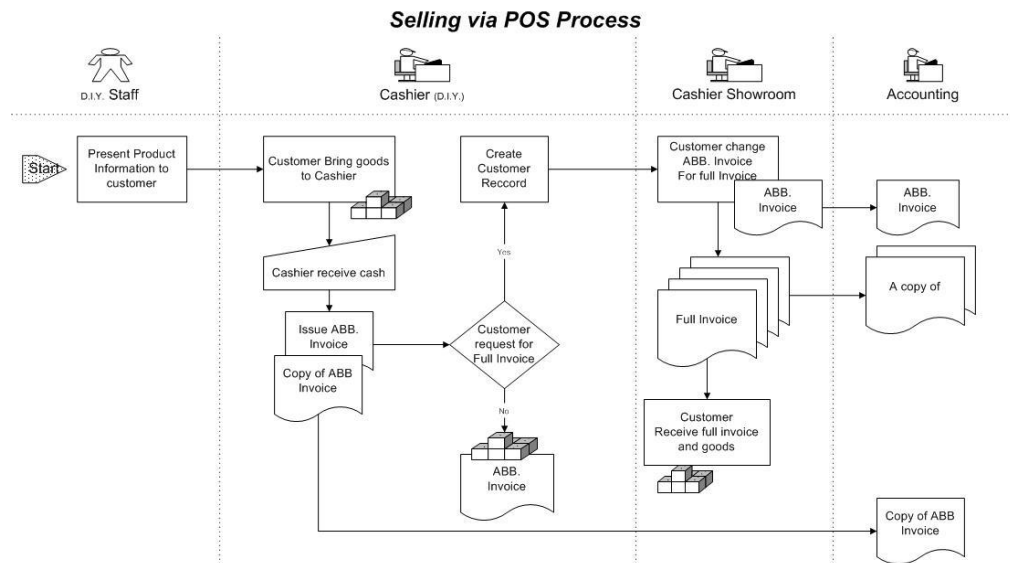 Selling via POS Process
D.I.Y. Staff
Cashier (D.I.Y.)
Cashier Showroom
Accounting
Start
Present Product
Information to
customer
Customer Bring goods
to Cashier
Create
Customer
Reccord
Customer change
ABB. Invoice
For full Invoice
ABB.
Invoice
ABB.
Invoice
Yes
Cashier receive cash
Full Invoice
A copy of
Issue ABB.
Invoice
Copy of ABB
Invoice
Customer
request for
Full Invoice
No
ABB.
Invoice
Customer
Receive full invoice
and goods
Copy of ABB
Invoice